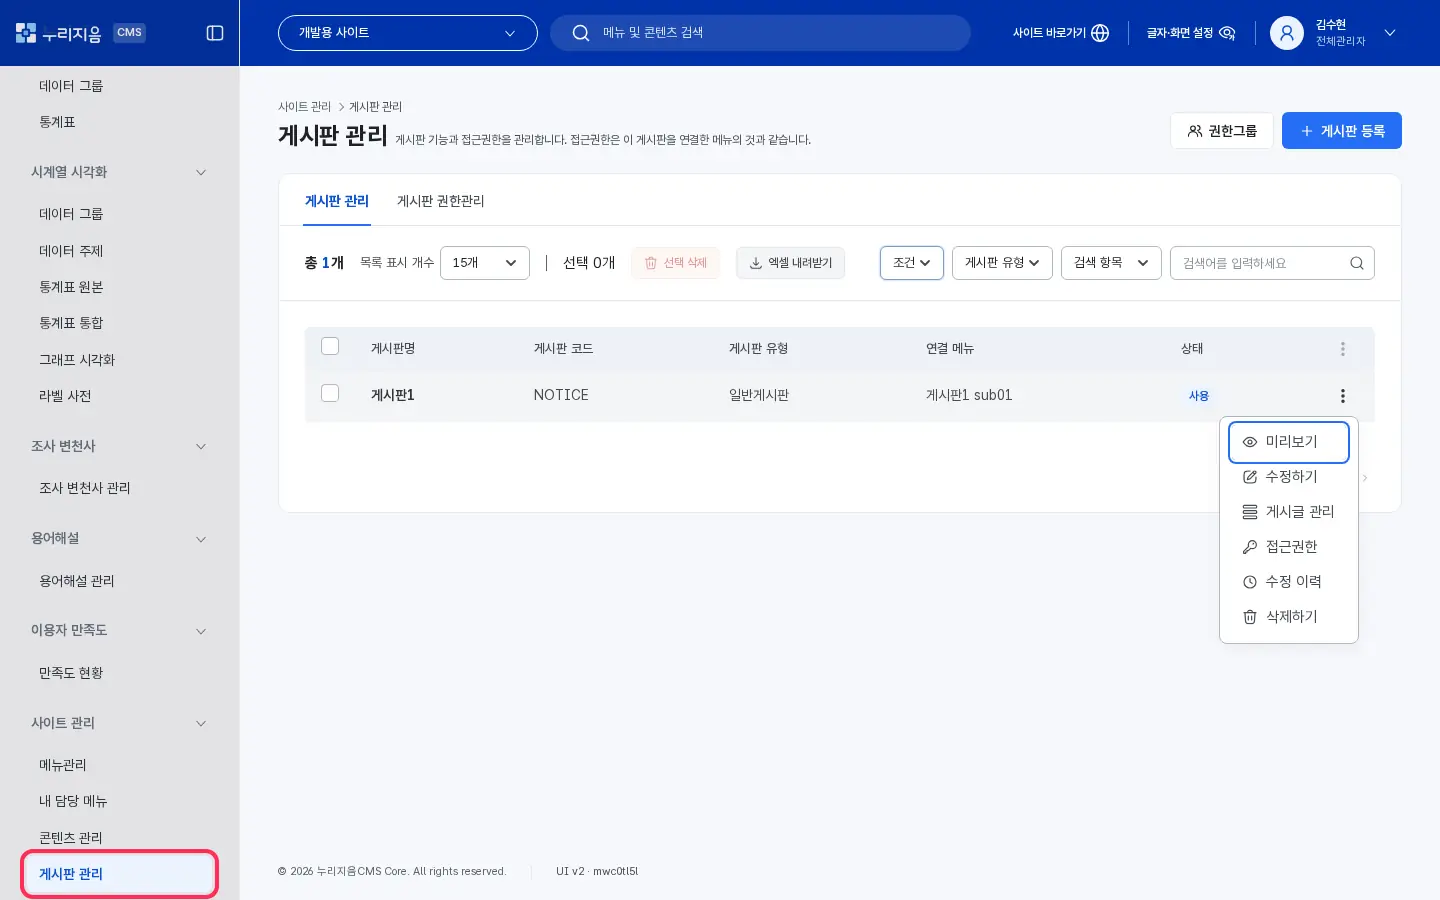 누리지음 CMS
개발용 사이트
메뉴 및 콘텐츠 검색
사이트 바로가기
글자·화면 설정
김수현
전체관리자
데이터 그룹
통계표
시계열 시각화
데이터 그룹
데이터 주제
통계표 원본
통계표 통합
그래프 시각화
라벨 사전
조사 변천사
조사 변천사 관리
용어해설
용어해설 관리
이용자 만족도
만족도 현황
사이트 관리
메뉴관리
내 담당 메뉴
콘텐츠 관리
게시판 관리
사이트 관리 > 게시판 관리
게시판 관리 게시판 기능과 접근권한을 관리합니다. 접근권한은 이 게시판을 연결한 메뉴의 것과 같습니다.
권한그룹
+ 게시판 등록
게시판 관리 게시판 권한관리
총 1개 목록 표시 개수 15개 선택 0개 선택 삭제 엑셀 내려받기 조건 게시판 유형 검색 항목 검색어를 입력하세요
게시판명 게시판 코드 게시판 유형 연결 메뉴 상태
게시판1 NOTICE 일반게시판 게시판1 sub01 사용
미리보기
수정하기
게시글 관리
접근권한
수정 이력
삭제하기
© 2026 누리지음CMS Core. All rights reserved. UI v2 · mwc0tl5l